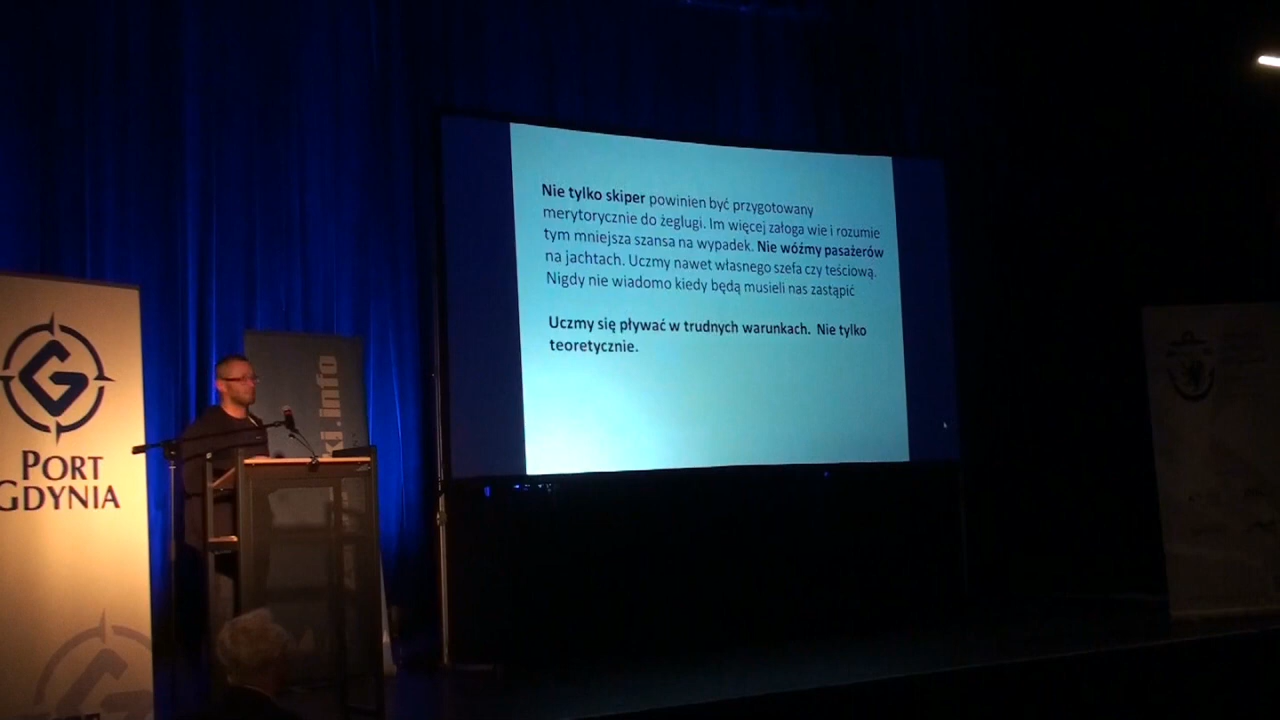 Nie tylko skiper powinien być przygotowany
merytorycznie do żeglugi. Im więcej załoga wie i rozumie
tym mniejsza szansa na wypadek. Nie wóźmy pasażerów
na jachtach. Uczmy nawet własnego szefa czy teściową.
Nigdy nie wiadomo kiedy będą musieli nas zastąpić
Uczmy się pływać w trudnych warunkach. Nie tylko
teoretycznie.
PORT
GDYNIA
ki.info